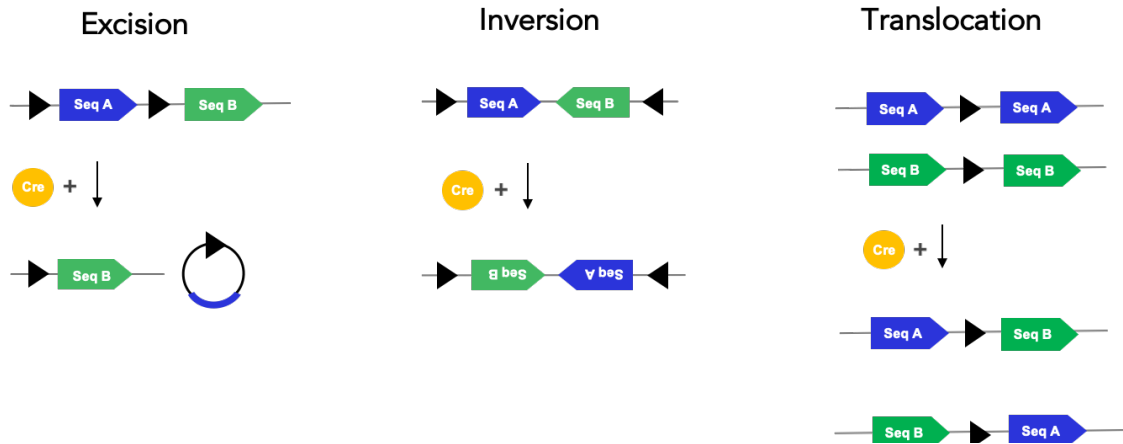 Excision
Seq A Seq B
Cre +
Seq B
Inversion
Seq A Seq B
Cre +
Seq B Seq A
Translocation
Seq A Seq A
Seq B Seq B
Cre +
Seq A Seq B
Seq B Seq A